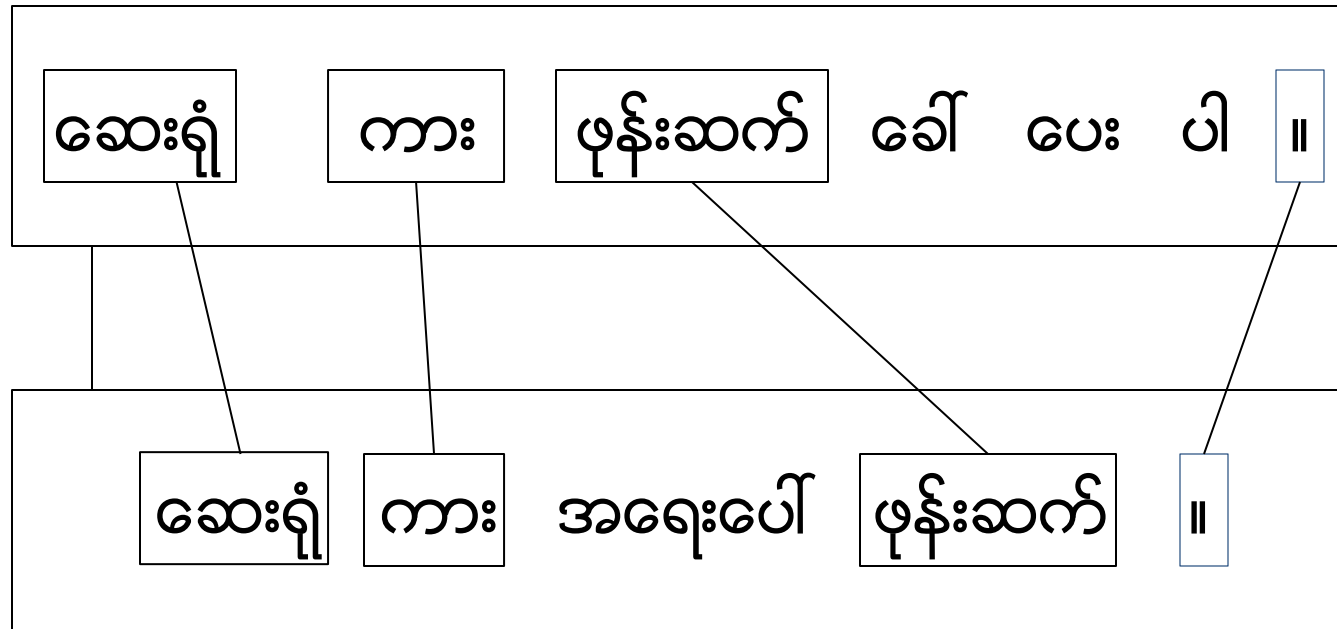 ဆေးရုံ ကား ဖုန်းဆက် ခေါ် ပေး ပါ ။
ဆေးရုံ ကား အရေးပေါ် ဖုန်းဆက် ။